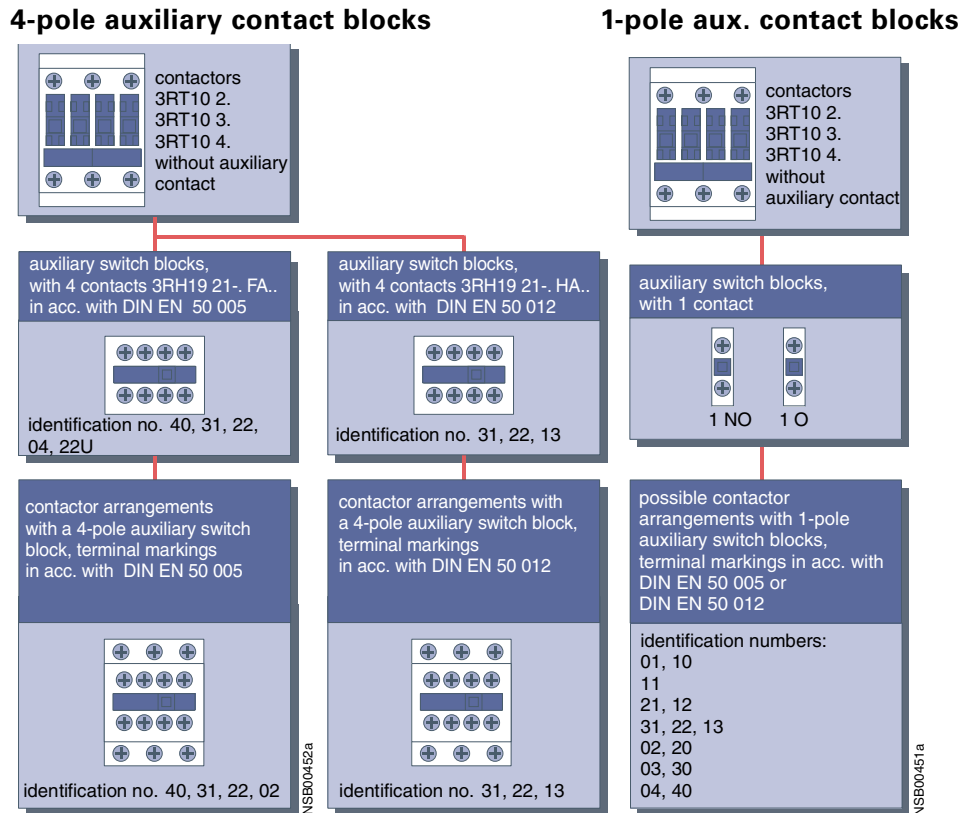 4-pole auxiliary contact blocks
contactors
3RT10 2.
3RT10 3.
3RT10 4.
without auxiliary
contact
auxiliary switch blocks,
with 4 contacts 3RH19 21-. FA..
in acc. with DIN EN 50 005
identification no. 40, 31, 22,
04, 22U
auxiliary switch blocks,
with 4 contacts 3RH19 21-. HA..
in acc. with DIN EN 50 012
identification no. 31, 22, 13
contactor arrangements
with a 4-pole auxiliary switch
block, terminal markings
in acc. with DIN EN 50 005
identification no. 40, 31, 22, 02
contactor arrangements with
a 4-pole auxiliary switch block,
terminal markings
in acc. with DIN EN 50 012
identification no. 31, 22, 13
NSB00452a
1-pole aux. contact blocks
contactors
3RT10 2.
3RT10 3.
3RT10 4.
without
auxiliary contact
auxiliary switch blocks,
with 1 contact
1 NO
1 O
possible contactor
arrangements with 1-pole
auxiliary switch blocks,
terminal markings in acc. with
DIN EN 50 005 or
DIN EN 50 012
identification numbers:
01, 10
11
21, 12
31, 22, 13
02, 20
03, 30
04, 40
NSB00451a